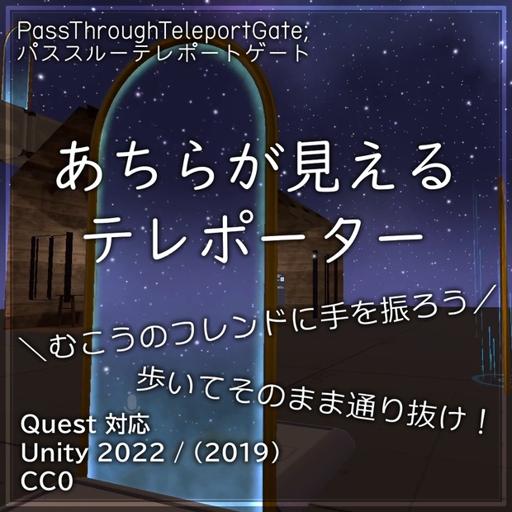 PassThroughTeleportGate;
パススルーテレポートゲート
あちらが見える
テレポーター
＼むこうのフレンドに手を振ろう／
歩いてそのまま通り抜け！
Quest 対応
Unity 2022 /（2019）
CC0